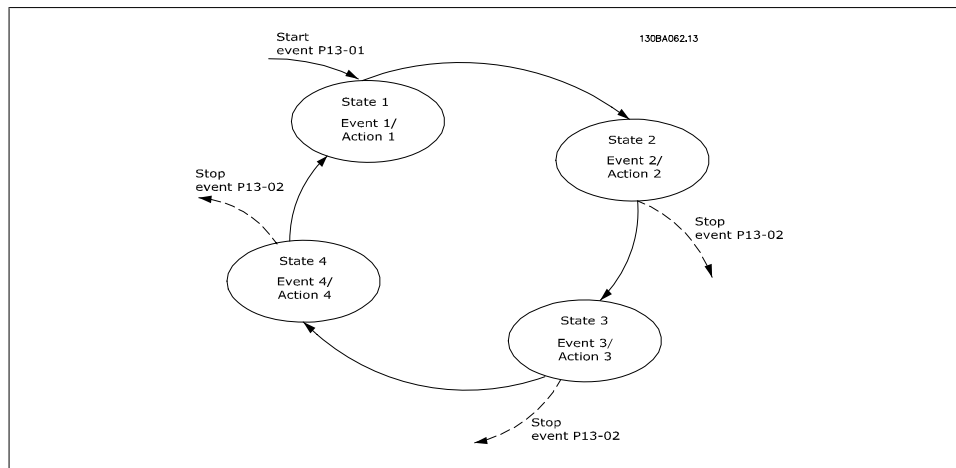 Start
event P13-01
130BA062.13
State 1
Event 1/
Action 1
State 2
Event 2/
Action 2
Stop
event P13-02
Stop
event P13-02
State 4
Event 4/
Action 4
State 3
Event 3/
Action 3
Stop
event P13-02